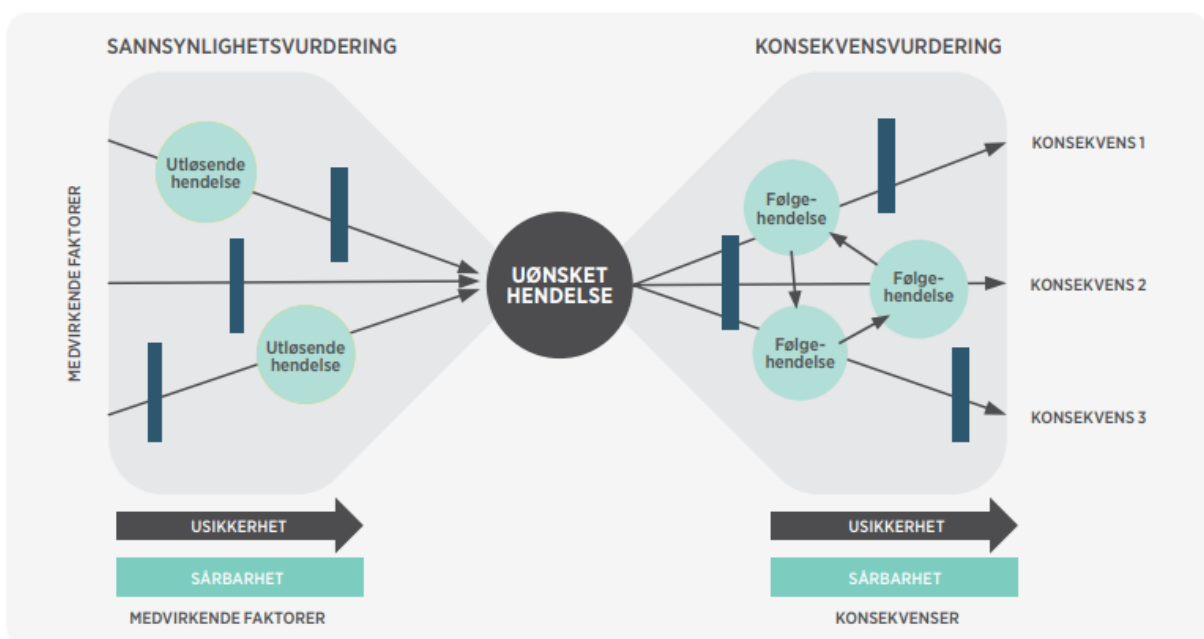 SANNSYNLIGHETSVURDERING
KONSEKVENSVURDERING
MEDVIRKENDE FAKTORER
Utløsende
hendelse
Utløsende
hendelse
UØNSKET
HENDELSE
Følge-
hendelse
Følge-
hendelse
Følge-
hendelse
KONSEKVENS 1
KONSEKVENS 2
KONSEKVENS 3
USIKKERHET
SÅRBARHET
MEDVIRKENDE FAKTORER
USIKKERHET
SÅRBARHET
KONSEKVENSER